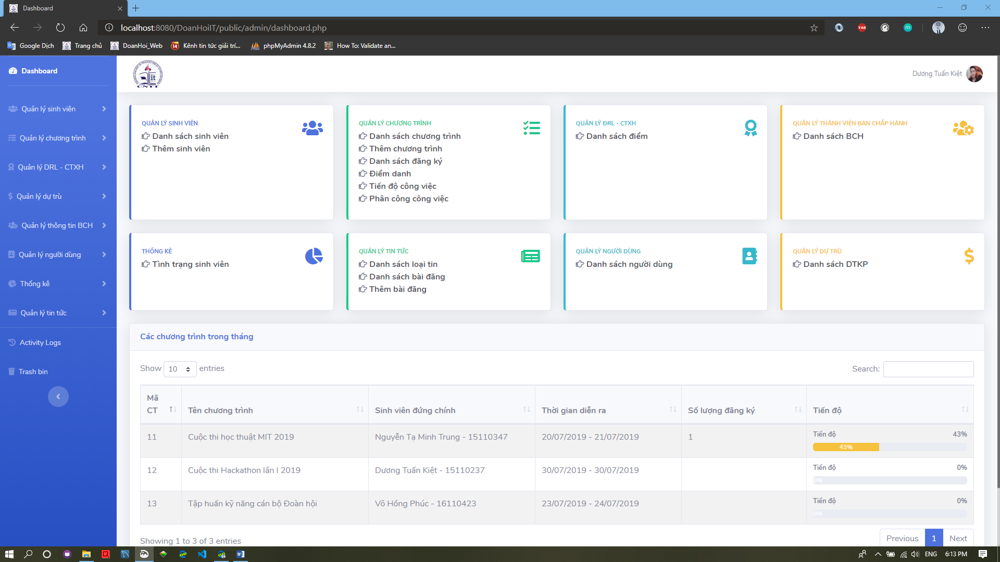 Dashboard
localhost:8080/DoanHoiIT/public/admin/dashboard.php
Google Dịch
Trang chủ
DoanHoi_Web
Kênh tin tức giải trí...
phpMyAdmin 4.8.2
How To: Validate an...
Dashboard
Quản lý sinh viên
Quản lý chương trình
Quản lý DRL - CTXH
Quản lý dự trù
Quản lý thông tin BCH
Quản lý người dùng
Thống kê
Quản lý tin tức
Activity Logs
Trash bin
it
CNTT
Dương Tuấn Kiệt
QUẢN LÝ SINH VIÊN
Danh sách sinh viên
Thêm sinh viên
QUẢN LÝ CHƯƠNG TRÌNH
Danh sách chương trình
Thêm chương trình
Danh sách đăng ký
Điểm danh
Tiến độ công việc
Phân công công việc
QUẢN LÝ ĐRL - CTXH
Danh sách điểm
QUẢN LÝ THÀNH VIÊN BAN CHẤP HÀNH
Danh sách BCH
THỐNG KÊ
Tình trạng sinh viên
QUẢN LÝ TIN TỨC
Danh sách loại tin
Danh sách bài đăng
Thêm bài đăng
QUẢN LÝ NGƯỜI DÙNG
Danh sách người dùng
QUẢN LÝ DỰ TRÙ
Danh sách DTKP
Các chương trình trong tháng
Show 10 entries
Search:
Mã CT
Tên chương trình
Sinh viên đứng chính
Thời gian diễn ra
Số lượng đăng ký
Tiến độ
11
Cuộc thi học thuật MIT 2019
Nguyễn Tạ Minh Trung - 15110347
20/07/2019 - 21/07/2019
1
Tiến độ 43%
43%
12
Cuộc thi Hackathon lần I 2019
Dương Tuấn Kiệt - 15110237
30/07/2019 - 30/07/2019
Tiến độ 0%
0%
13
Tập huấn kỹ năng cán bộ Đoàn hội
Võ Hồng Phúc - 16110423
23/07/2019 - 24/07/2019
Tiến độ 0%
0%
Showing 1 to 3 of 3 entries
Previous 1 Next
ENG
6:13 PM